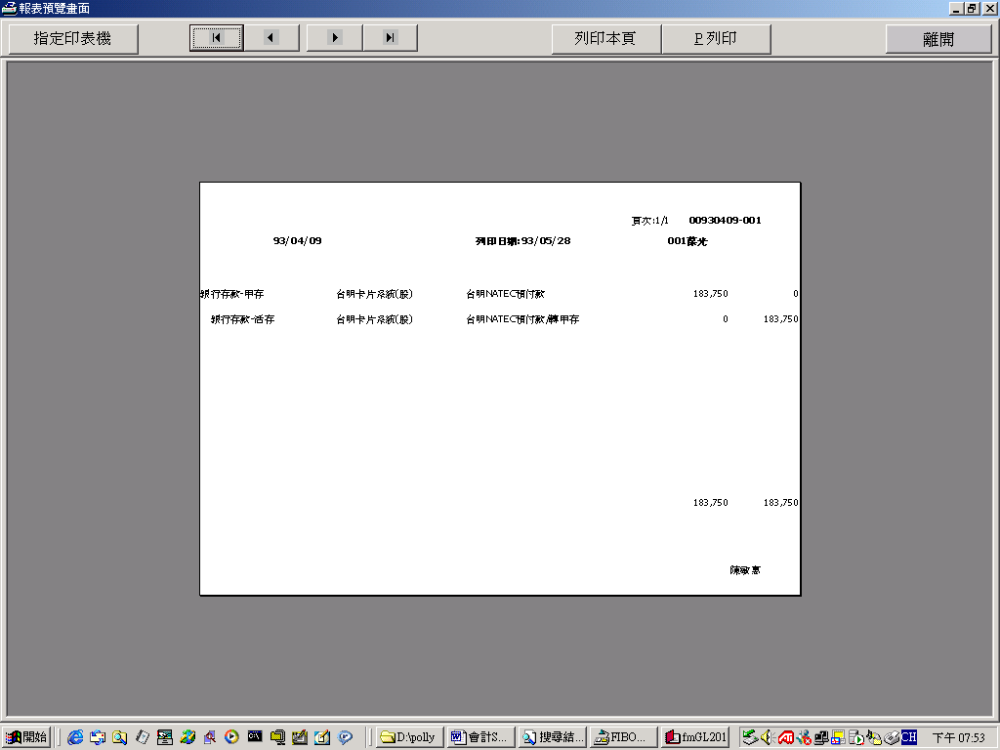 報表預覽畫面
指定印表機 列印本頁 P列印 離開
頁次:1/1 00930409-001
93/04/09 列印日期:93/05/28 001葆光
銀行存款-甲存 台明卡片系統(股) 台明NATEC預付款 183,750 0
銀行存款-活存 台明卡片系統(股) 台明NATEC預付款/轉甲存 0 183,750
183,750 183,750
陳敏惠
開始 D:\polly 會計S... 搜尋結... FIBO... fmGL201 CH 下午 07:53